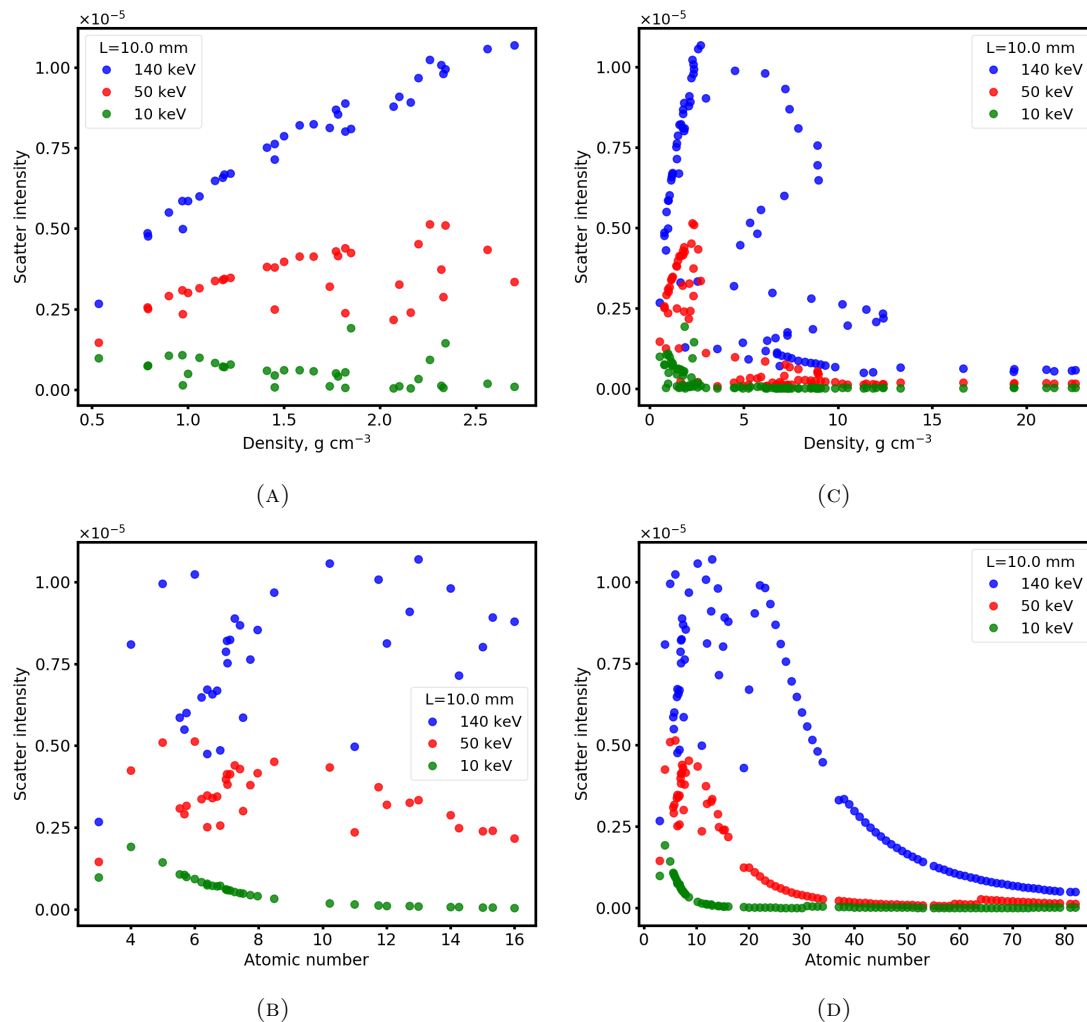 ×10⁻⁵
L=10.0 mm
140 keV
50 keV
10 keV
1.00
0.75
0.50
0.25
0.00
Scatter intensity
0.5 1.0 1.5 2.0 2.5
Density, g cm⁻³
(A)
×10⁻⁵
L=10.0 mm
140 keV
50 keV
10 keV
1.00
0.75
0.50
0.25
0.00
Scatter intensity
0 5 10 15 20
Density, g cm⁻³
(C)
×10⁻⁵
1.00
0.75
0.50
0.25
0.00
Scatter intensity
L=10.0 mm
140 keV
50 keV
10 keV
4 6 8 10 12 14 16
Atomic number
(B)
×10⁻⁵
L=10.0 mm
140 keV
50 keV
10 keV
1.00
0.75
0.50
0.25
0.00
Scatter intensity
0 10 20 30 40 50 60 70 80
Atomic number
(D)